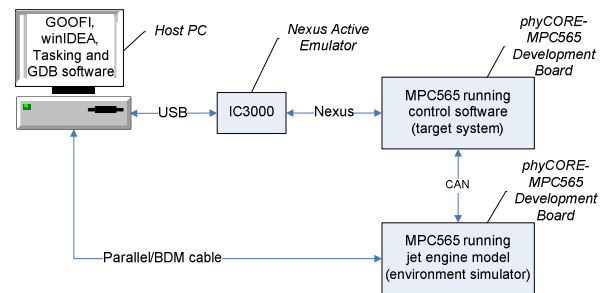 GOOFI,
winIDEA,
Tasking and
GDB software
Host PC
Nexus Active
Emulator
phyCORE-
MPC565
Development
Board
USB
IC3000
Nexus
MPC565 running
control software
(target system)
CAN
phyCORE-
MPC565
Development
Board
Parallel/BDM cable
MPC565 running
jet engine model
(environment simulator)